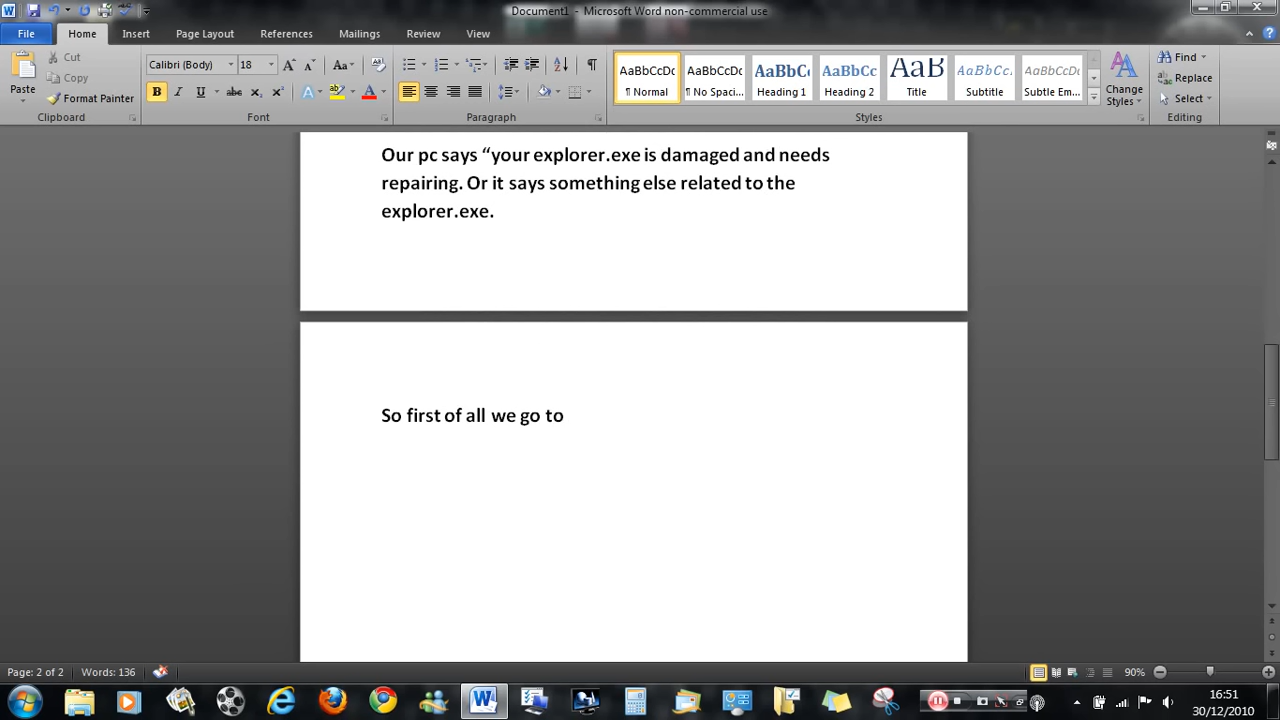 Document1 - Microsoft Word non-commercial use
File Home Insert Page Layout References Mailings Review View
Cut
Copy
Format Painter
Paste
Clipboard
Calibri (Body) 18
Font
Paragraph
AaBbCcDc AaBbCcDc AaBbCc AaBbCc AaB AaBbCc. AaBbCcDc
¶ Normal ¶ No Spaci... Heading 1 Heading 2 Title Subtitle Subtle Em...
Change
Styles
Styles
Find
Replace
Select
Editing
Our pc says “your explorer.exe is damaged and needs
repairing. Or it says something else related to the
explorer.exe.
So first of all we go to
Page: 2 of 2 Words: 136 90%
16:51
30/12/2010